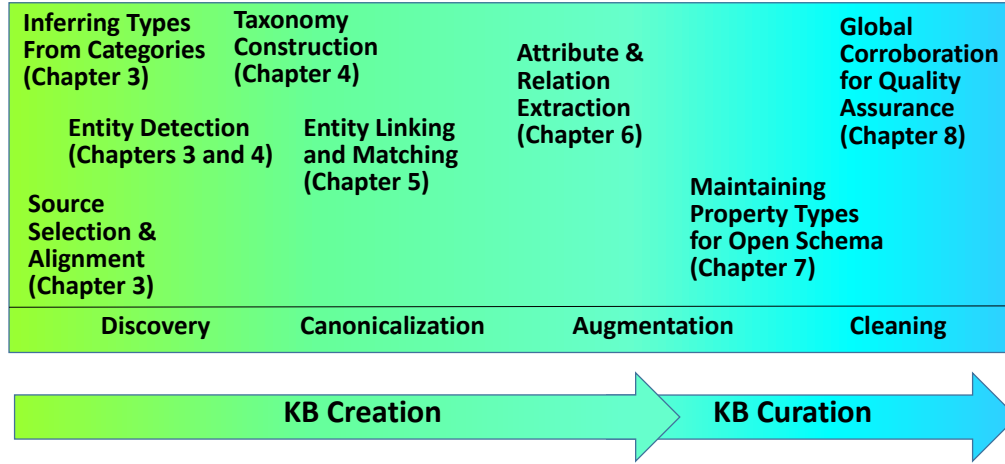 Inferring Types
From Categories
(Chapter 3)
Taxonomy
Construction
(Chapter 4)
Attribute &
Relation
Extraction
(Chapter 6)
Global
Corroboration
for Quality
Assurance
(Chapter 8)
Entity Detection
(Chapters 3 and 4)
Entity Linking
and Matching
(Chapter 5)
Source
Selection &
Alignment
(Chapter 3)
Maintaining
Property Types
for Open Schema
(Chapter 7)
Discovery
Canonicalization
Augmentation
Cleaning
KB Creation
KB Curation